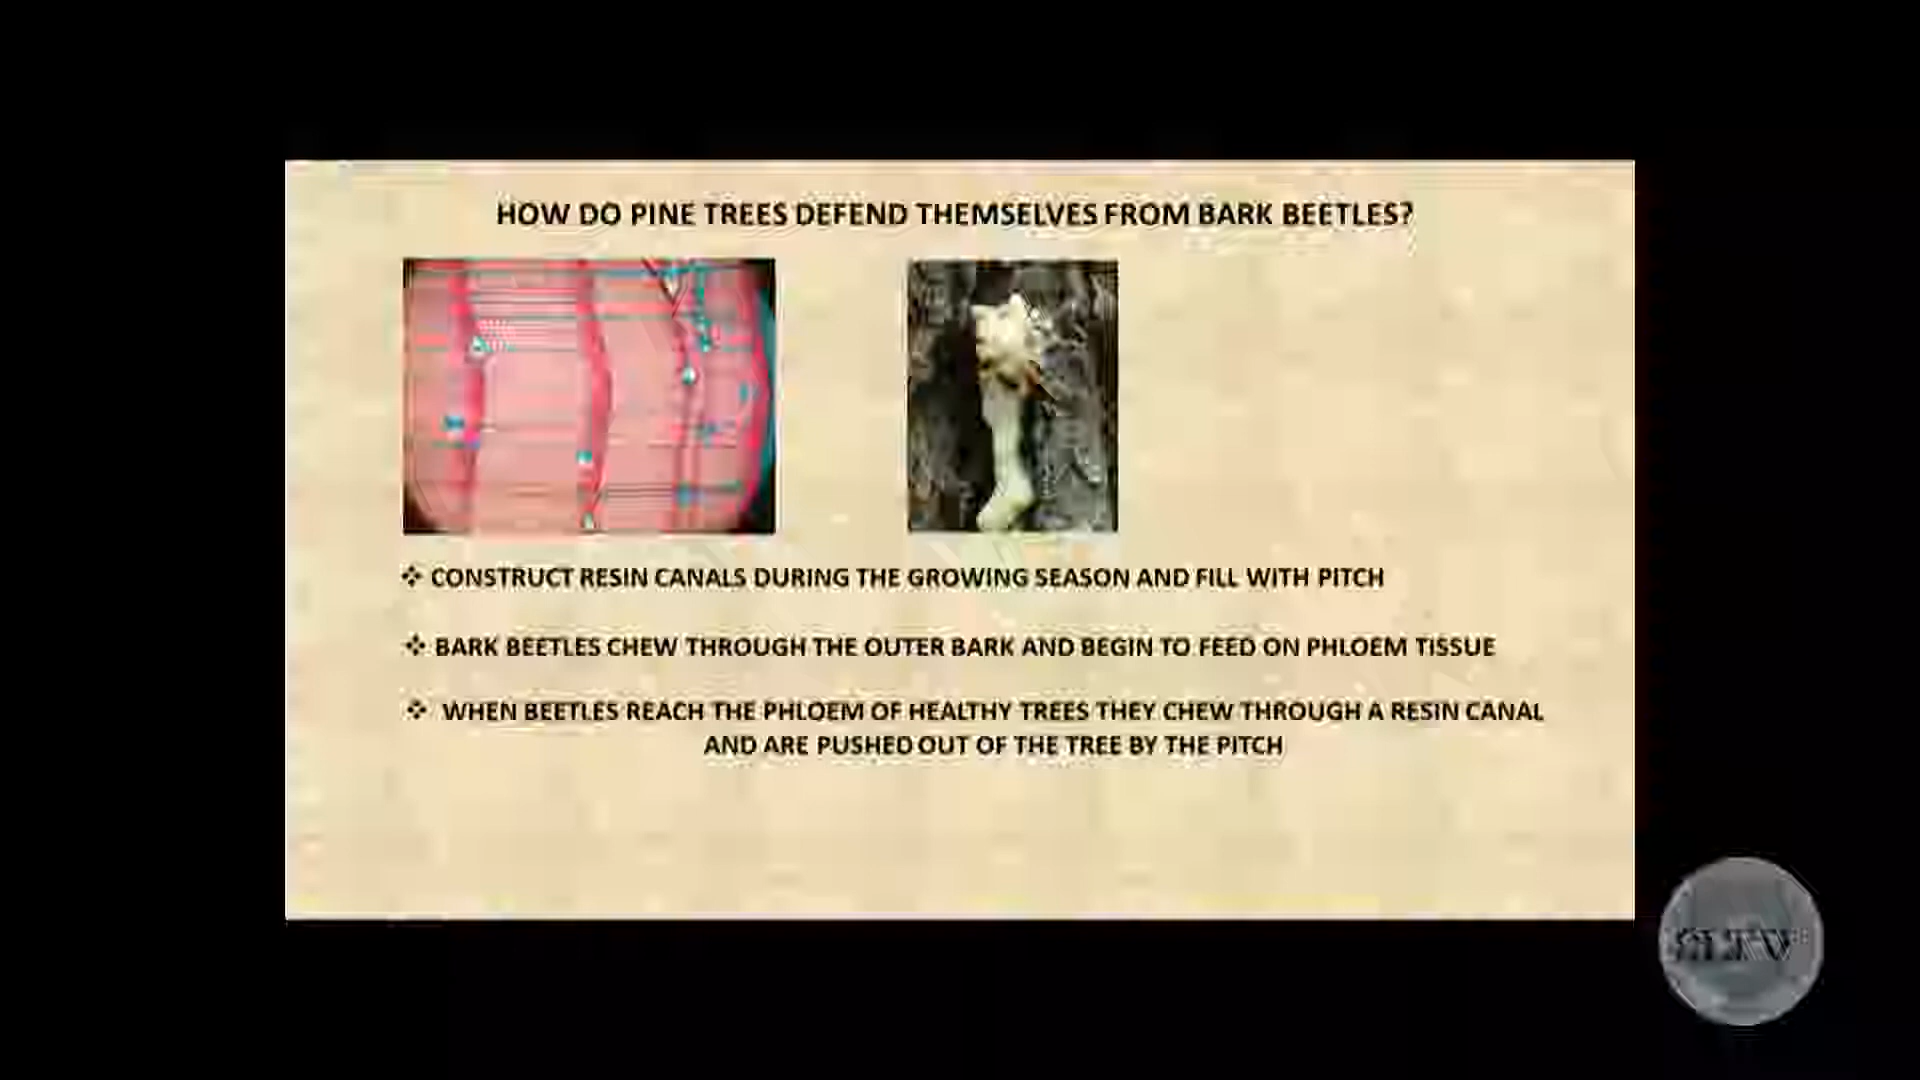 HOW DO PINE TREES DEFEND THEMSELVES FROM BARK BEETLES?
❖ CONSTRUCT RESIN CANALS DURING THE GROWING SEASON AND FILL WITH PITCH
❖ BARK BEETLES CHEW THROUGH THE OUTER BARK AND BEGIN TO FEED ON PHLOEM TISSUE
❖ WHEN BEETLES REACH THE PHLOEM OF HEALTHY TREES THEY CHEW THROUGH A RESIN CANAL
AND ARE PUSHED OUT OF THE TREE BY THE PITCH